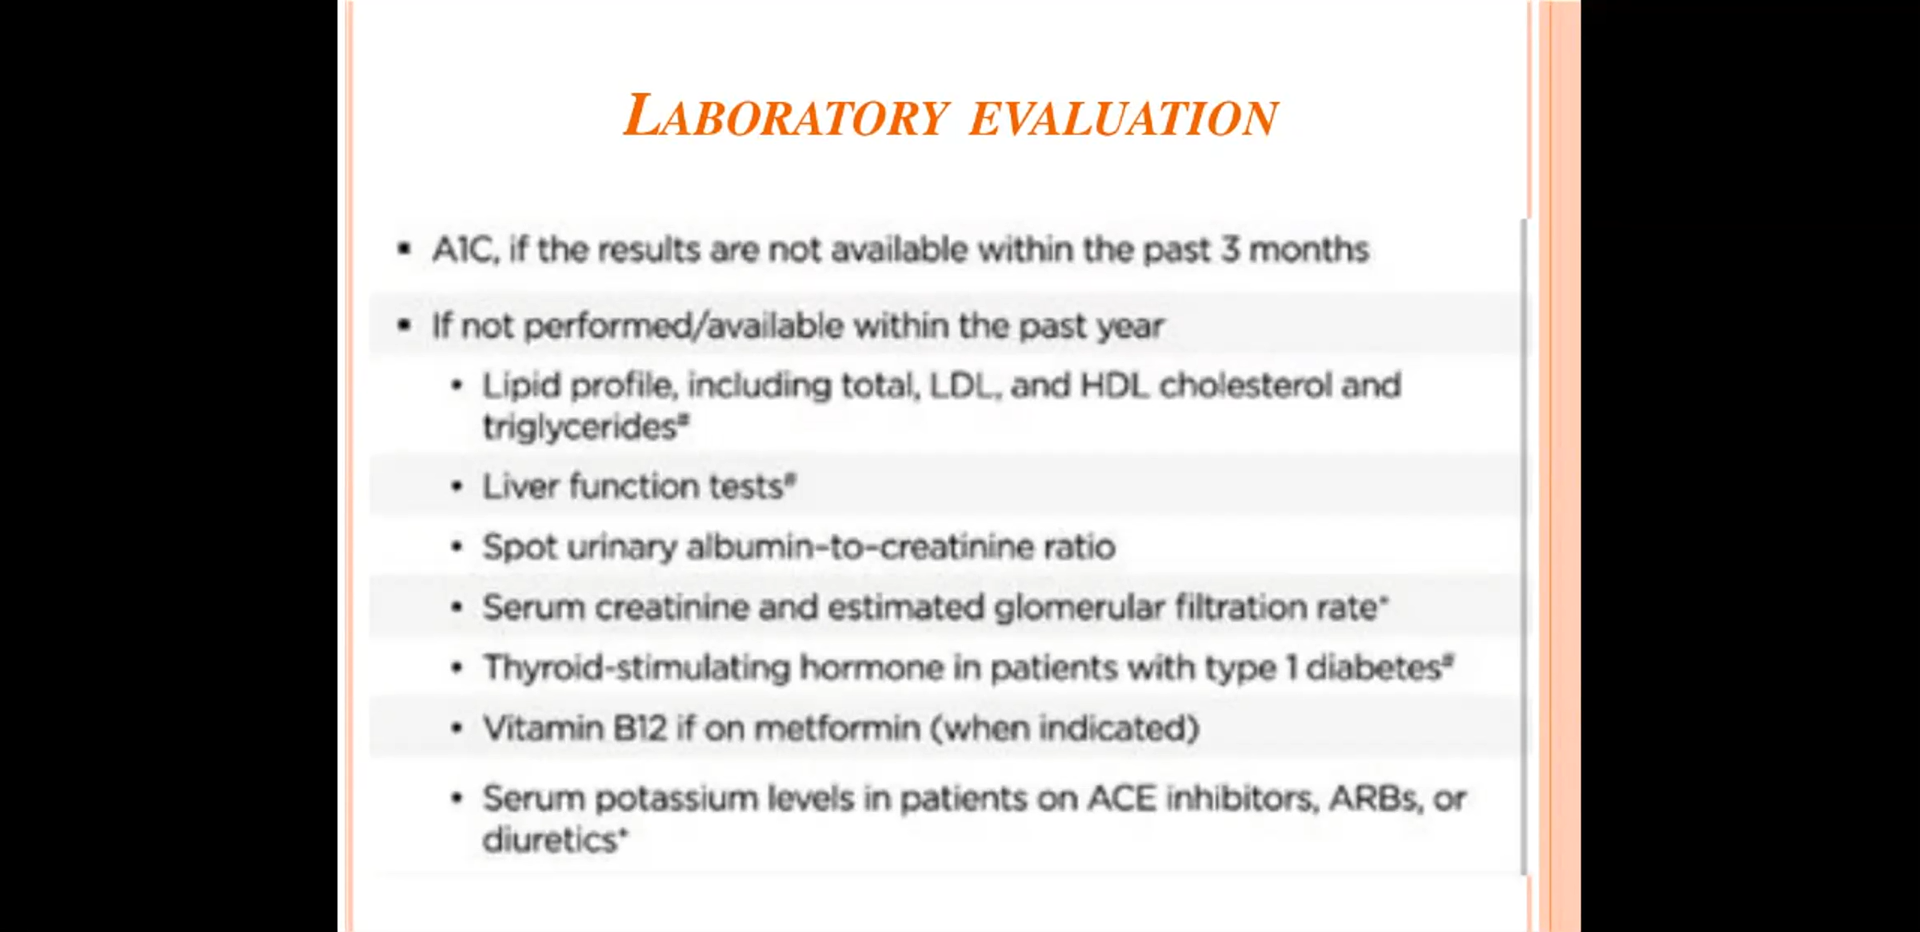 LABORATORY EVALUATION
▪ A1C, if the results are not available within the past 3 months
▪ If not performed/available within the past year
• Lipid profile, including total, LDL, and HDL cholesterol and
triglycerides#
• Liver function tests#
• Spot urinary albumin-to-creatinine ratio
• Serum creatinine and estimated glomerular filtration rate+
• Thyroid-stimulating hormone in patients with type 1 diabetes#
• Vitamin B12 if on metformin (when indicated)
• Serum potassium levels in patients on ACE inhibitors, ARBs, or
diuretics+